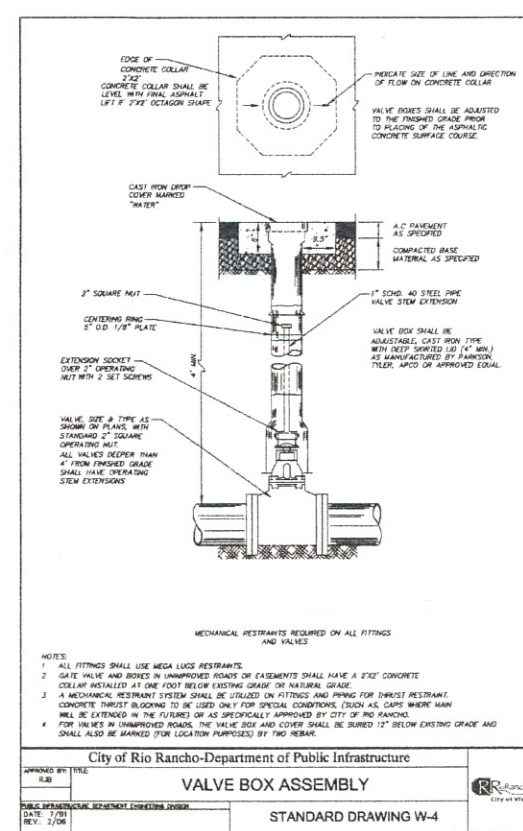 EDGE OF
CONCRETE COLLAR
2'X2'
CONCRETE COLLAR SHALL BE
LEVEL WITH FINAL ASPHALT
LIFT IF 2'X2' OCTAGON SHAPE
INDICATE SIZE OF LINE AND DIRECTION
OF FLOW ON CONCRETE COLLAR
VALVE BOXES SHALL BE ADJUSTED
TO THE FINISHED GRADE PRIOR
TO PLACING OF THE ASPHALTIC
CONCRETE SURFACE COURSE.
CAST IRON DROP
COVER MARKED
"WATER"
9.5"
A.C PAVEMENT
AS SPECIFIED
COMPACTED BASE
MATERIAL AS SPECIFIED
2" SQUARE NUT
CENTERING RING
5" O.D. 1/8" PLATE
1" SCHD. 40 STEEL PIPE
VALVE STEM EXTENSION
4' MIN.
VALVE BOX SHALL BE
ADJUSTABLE, CAST IRON TYPE
WITH DEEP SKIRTED LID (4" MIN.)
AS MANUFACTURED BY PARKSON,
TYLER, APCO OR APPROVED EQUAL.
EXTENSION SOCKET
OVER 2" OPERATING
NUT WITH 2 SET SCREWS
VALVE, SIZE & TYPE AS
SHOWN ON PLANS, WITH
STANDARD 2" SQUARE
OPERATING NUT.
ALL VALVES DEEPER THAN
4' FROM FINISHED GRADE
SHALL HAVE OPERATING
STEM EXTENSIONS
MECHANICAL RESTRAINTS REQUIRED ON ALL FITTINGS
AND VALVES
NOTES:
1 ALL FITTINGS SHALL USE MEGA LUGS RESTRAINTS.
2 GATE VALVE AND BOXES IN UNIMPROVED ROADS OR EASEMENTS SHALL HAVE A 2'X2' CONCRETE
COLLAR INSTALLED AT ONE FOOT BELOW EXISTING GRADE OR NATURAL GRADE.
3 A MECHANICAL RESTRAINT SYSTEM SHALL BE UTILIZED ON FITTINGS AND PIPING FOR THRUST RESTRAINT.
CONCRETE THRUST BLOCKING TO BE USED ONLY FOR SPECIAL CONDITIONS, (SUCH AS, CAPS WHERE MAIN
WILL BE EXTENDED IN THE FUTURE) OR AS SPECIFICALLY APPROVED BY CITY OF RIO RANCHO.
4 FOR VALVES IN UNIMPROVED ROADS, THE VALVE BOX AND COVER SHALL BE BURIED 12" BELOW EXISTING GRADE AND
SHALL ALSO BE MARKED (FOR LOCATION PURPOSES) BY TWO REBAR.
City of Rio Rancho-Department of Public Infrastructure
APPROVED BY:
RJB
TITLE:
VALVE BOX ASSEMBLY
PUBLIC INFRASTRUCTURE DEPARTMENT ENGINEERING DIVISION
DATE: 7/91
REV.: 2/06
STANDARD DRAWING W-4